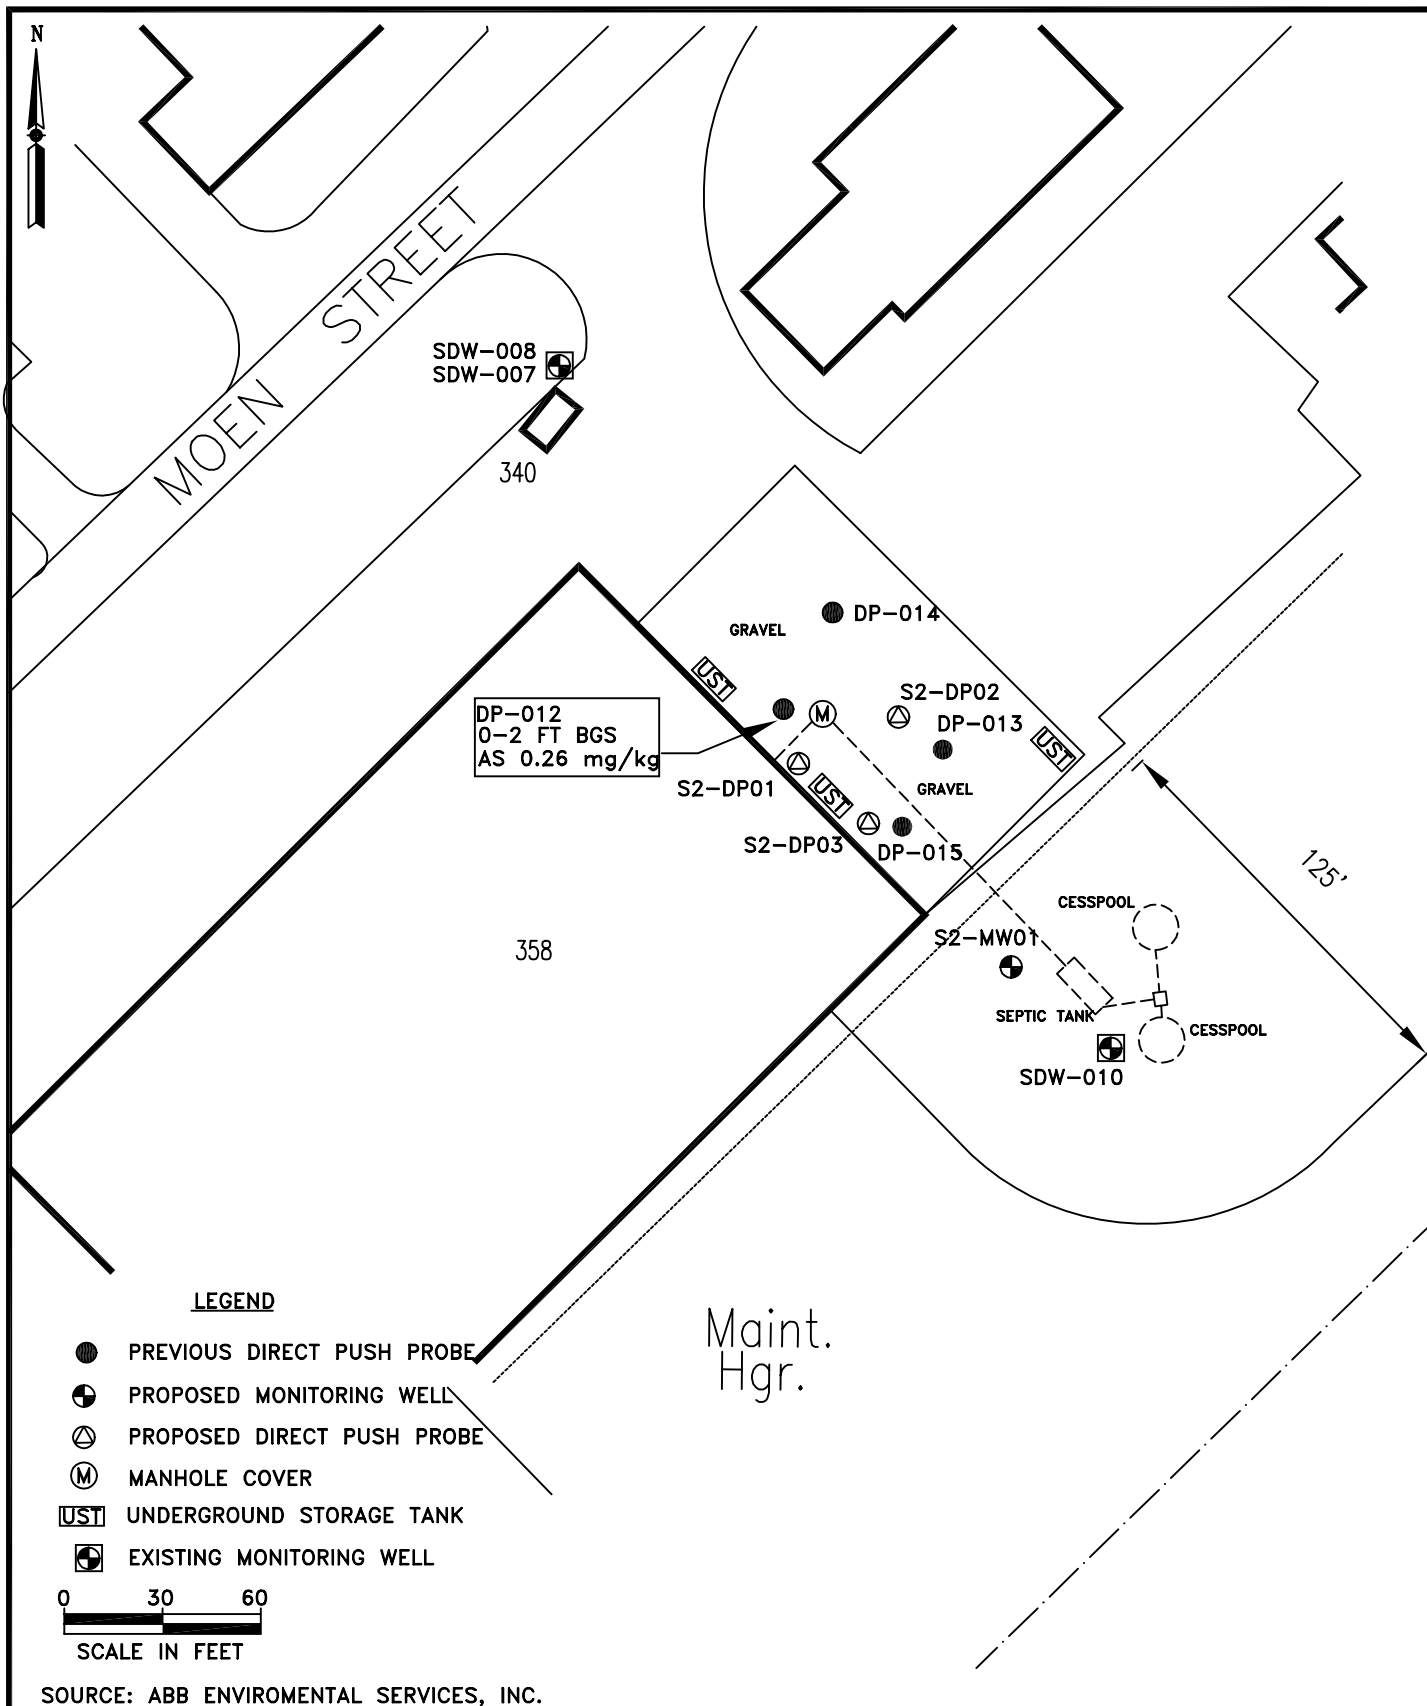 N
MOEN STREET
SDW-008
SDW-007
340
GRAVEL
DP-014
UST
S2-DP02
M
DP-013
UST
DP-012
0-2 FT BGS
AS 0.26 mg/kg
S2-DP01
UST
GRAVEL
S2-DP03
DP-015
125'
CESSPOOL
358
S2-MW01
SEPTIC TANK
CESSPOOL
SDW-010
Maint.
Hgr.
LEGEND
PREVIOUS DIRECT PUSH PROBE
PROPOSED MONITORING WELL
PROPOSED DIRECT PUSH PROBE
M MANHOLE COVER
UST UNDERGROUND STORAGE TANK
EXISTING MONITORING WELL
0 30 60
SCALE IN FEET
SOURCE: ABB ENVIROMENTAL SERVICES, INC.